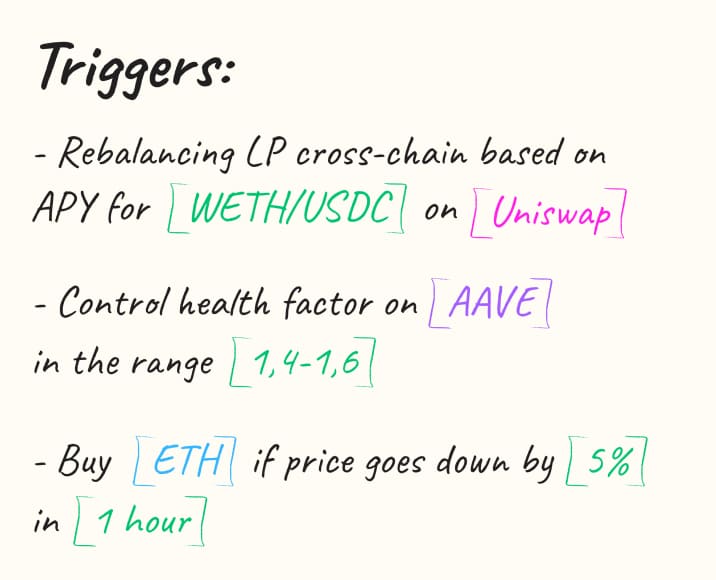 Triggers:
- Rebalancing LP cross-chain based on
APY for [WETH/USDC] on [Uniswap]
- Control health factor on [AAVE]
in the range [1,4-1,6]
- Buy [ETH] if price goes down by [5%]
in [1 hour]